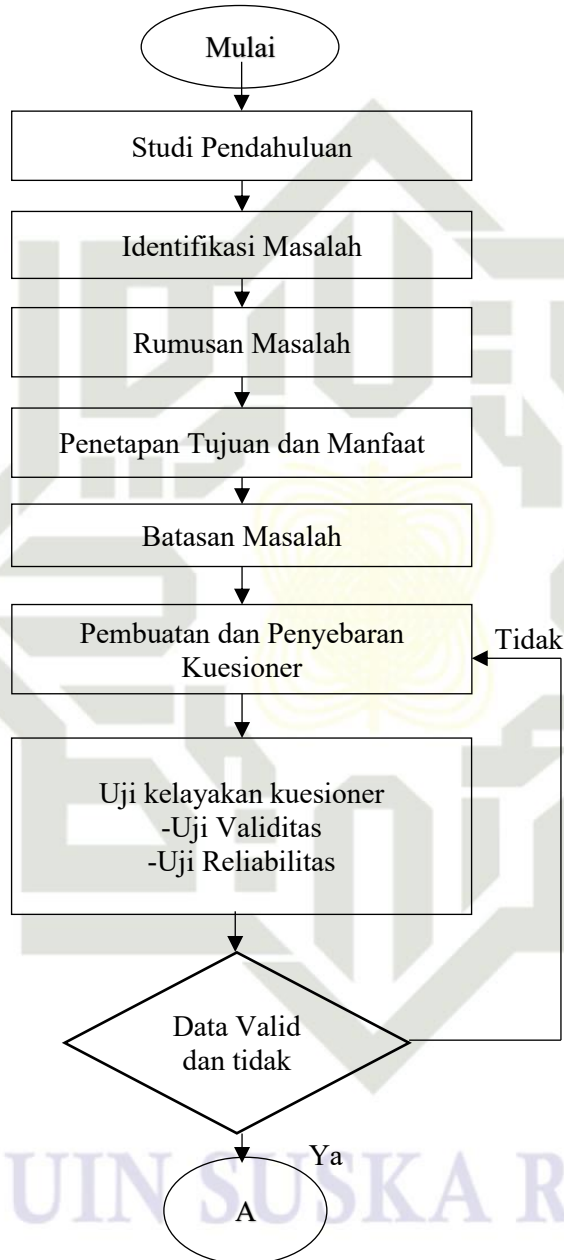 Mulai
Studi Pendahuluan
Identifikasi Masalah
Rumusan Masalah
Penetapan Tujuan dan Manfaat
Batasan Masalah
Pembuatan dan Penyebaran
Kuesioner
Tidak
Uji kelayakan kuesioner
-Uji Validitas
-Uji Reliabilitas
Data Valid
dan tidak
Ya
UIN SUSKA R
A